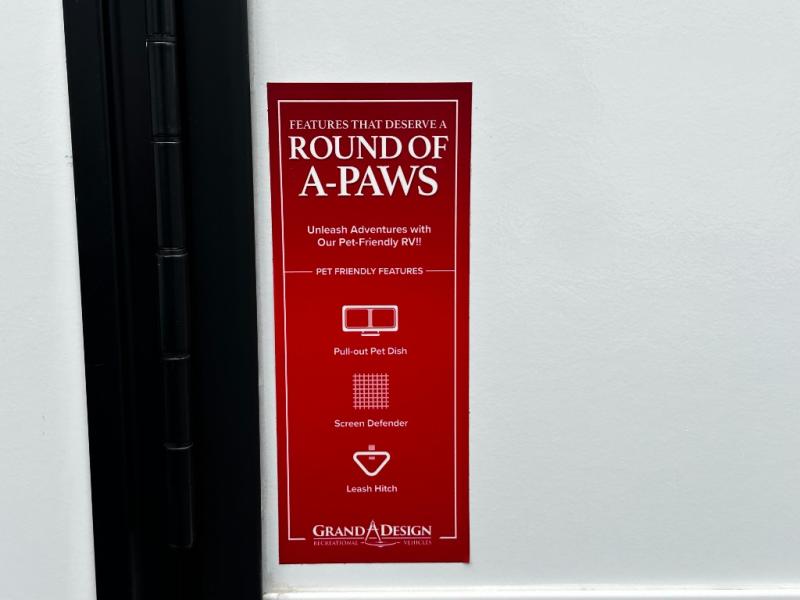 FEATURES THAT DESERVE A
ROUND OF
A-PAWS
Unleash Adventures with
Our Pet-Friendly RV!!
PET FRIENDLY FEATURES
Pull-out Pet Dish
Screen Defender
Leash Hitch
GRAND DESIGN
RECREATIONAL VEHICLES